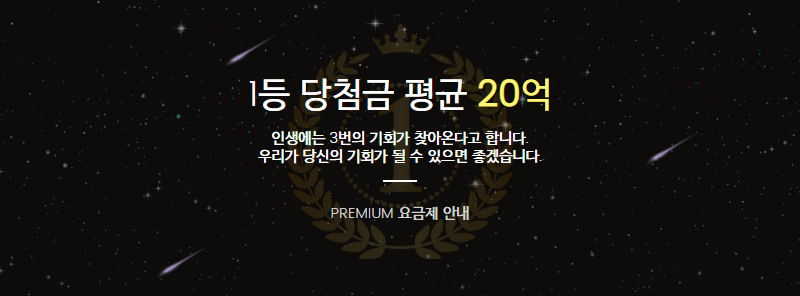 1등 당첨금 평균 20억
인생에는 3번의 기회가 찾아온다고 합니다.
우리가 당신의 기회가 될 수 있으면 좋겠습니다.
PREMIUM 요금제 안내
1